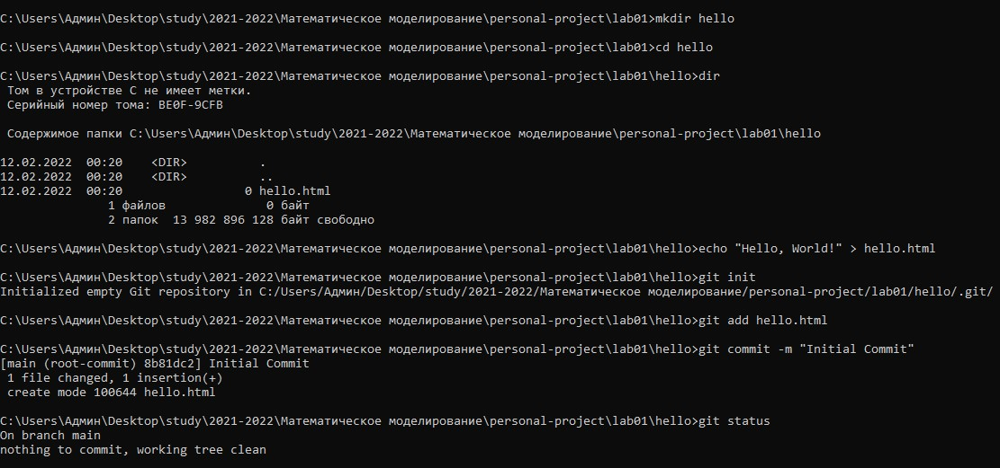 C:\Users\Админ\Desktop\study\2021-2022\Математическое моделирование\personal-project\lab01>mkdir hello
C:\Users\Админ\Desktop\study\2021-2022\Математическое моделирование\personal-project\lab01>cd hello
C:\Users\Админ\Desktop\study\2021-2022\Математическое моделирование\personal-project\lab01\hello>dir
Том в устройстве C не имеет метки.
Серийный номер тома: BE0F-9CFB
Содержимое папки C:\Users\Админ\Desktop\study\2021-2022\Математическое моделирование\personal-project\lab01\hello
12.02.2022  00:20    <DIR>          .
12.02.2022  00:20    <DIR>          ..
12.02.2022  00:20                 0 hello.html
1 файлов              0 байт
2 папок  13 982 896 128 байт свободно
C:\Users\Админ\Desktop\study\2021-2022\Математическое моделирование\personal-project\lab01\hello>echo "Hello, World!" > hello.html
C:\Users\Админ\Desktop\study\2021-2022\Математическое моделирование\personal-project\lab01\hello>git init
Initialized empty Git repository in C:/Users/Админ/Desktop/study/2021-2022/Математическое моделирование/personal-project/lab01/hello/.git/
C:\Users\Админ\Desktop\study\2021-2022\Математическое моделирование\personal-project\lab01\hello>git add hello.html
C:\Users\Админ\Desktop\study\2021-2022\Математическое моделирование\personal-project\lab01\hello>git commit -m "Initial Commit"
[main (root-commit) 8b81dc2] Initial Commit
1 file changed, 1 insertion(+)
create mode 100644 hello.html
C:\Users\Админ\Desktop\study\2021-2022\Математическое моделирование\personal-project\lab01\hello>git status
On branch main
nothing to commit, working tree clean